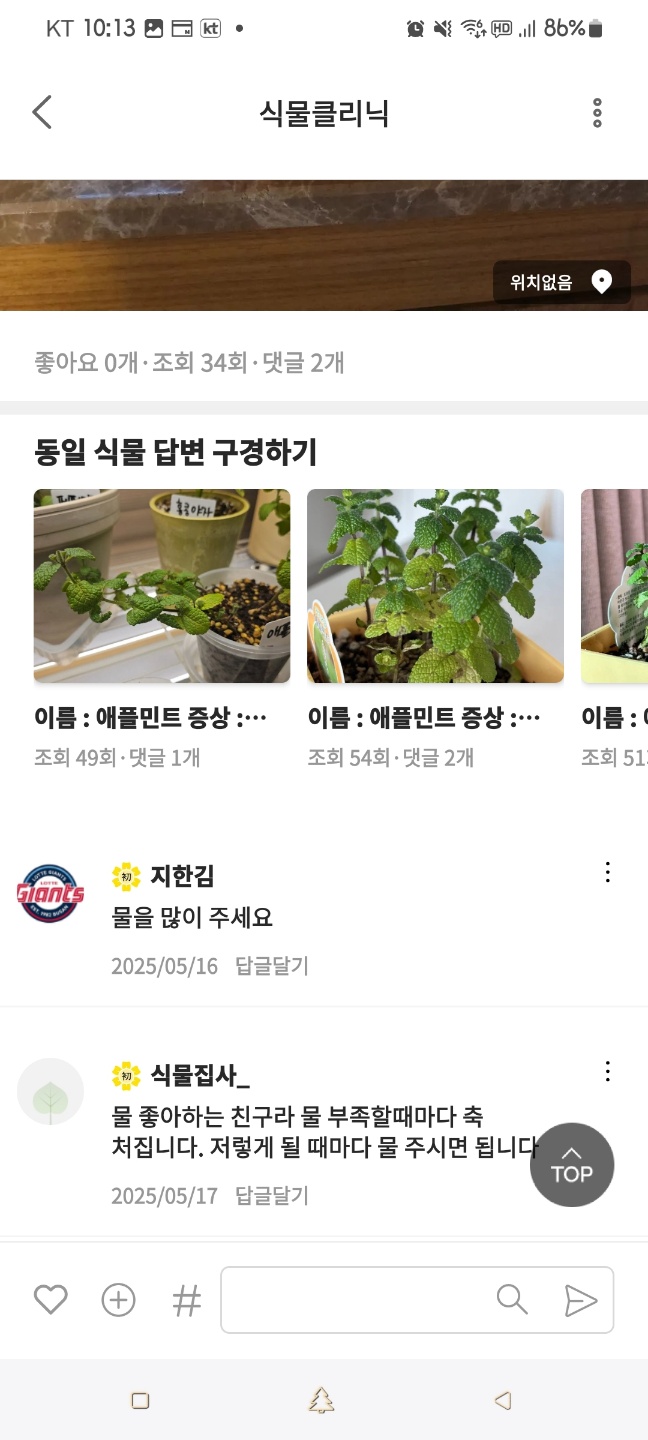 KT 10:13 kt HD 86%
식물클리닉
위치없음
좋아요 0개·조회 34회·댓글 2개
동일 식물 답변 구경하기
이름 : 애플민트 증상 :…
조회 49회·댓글 1개
이름 : 애플민트 증상 :…
조회 54회·댓글 2개
이름 :
조회 51
LOTTE
Giants
初 지한김
물을 많이 주세요
2025/05/16 답글달기
初 식물집사_
물 좋아하는 친구라 물 부족할때마다 축
처집니다. 저렇게 될 때마다 물 주시면 됩니다
2025/05/17 답글달기
TOP